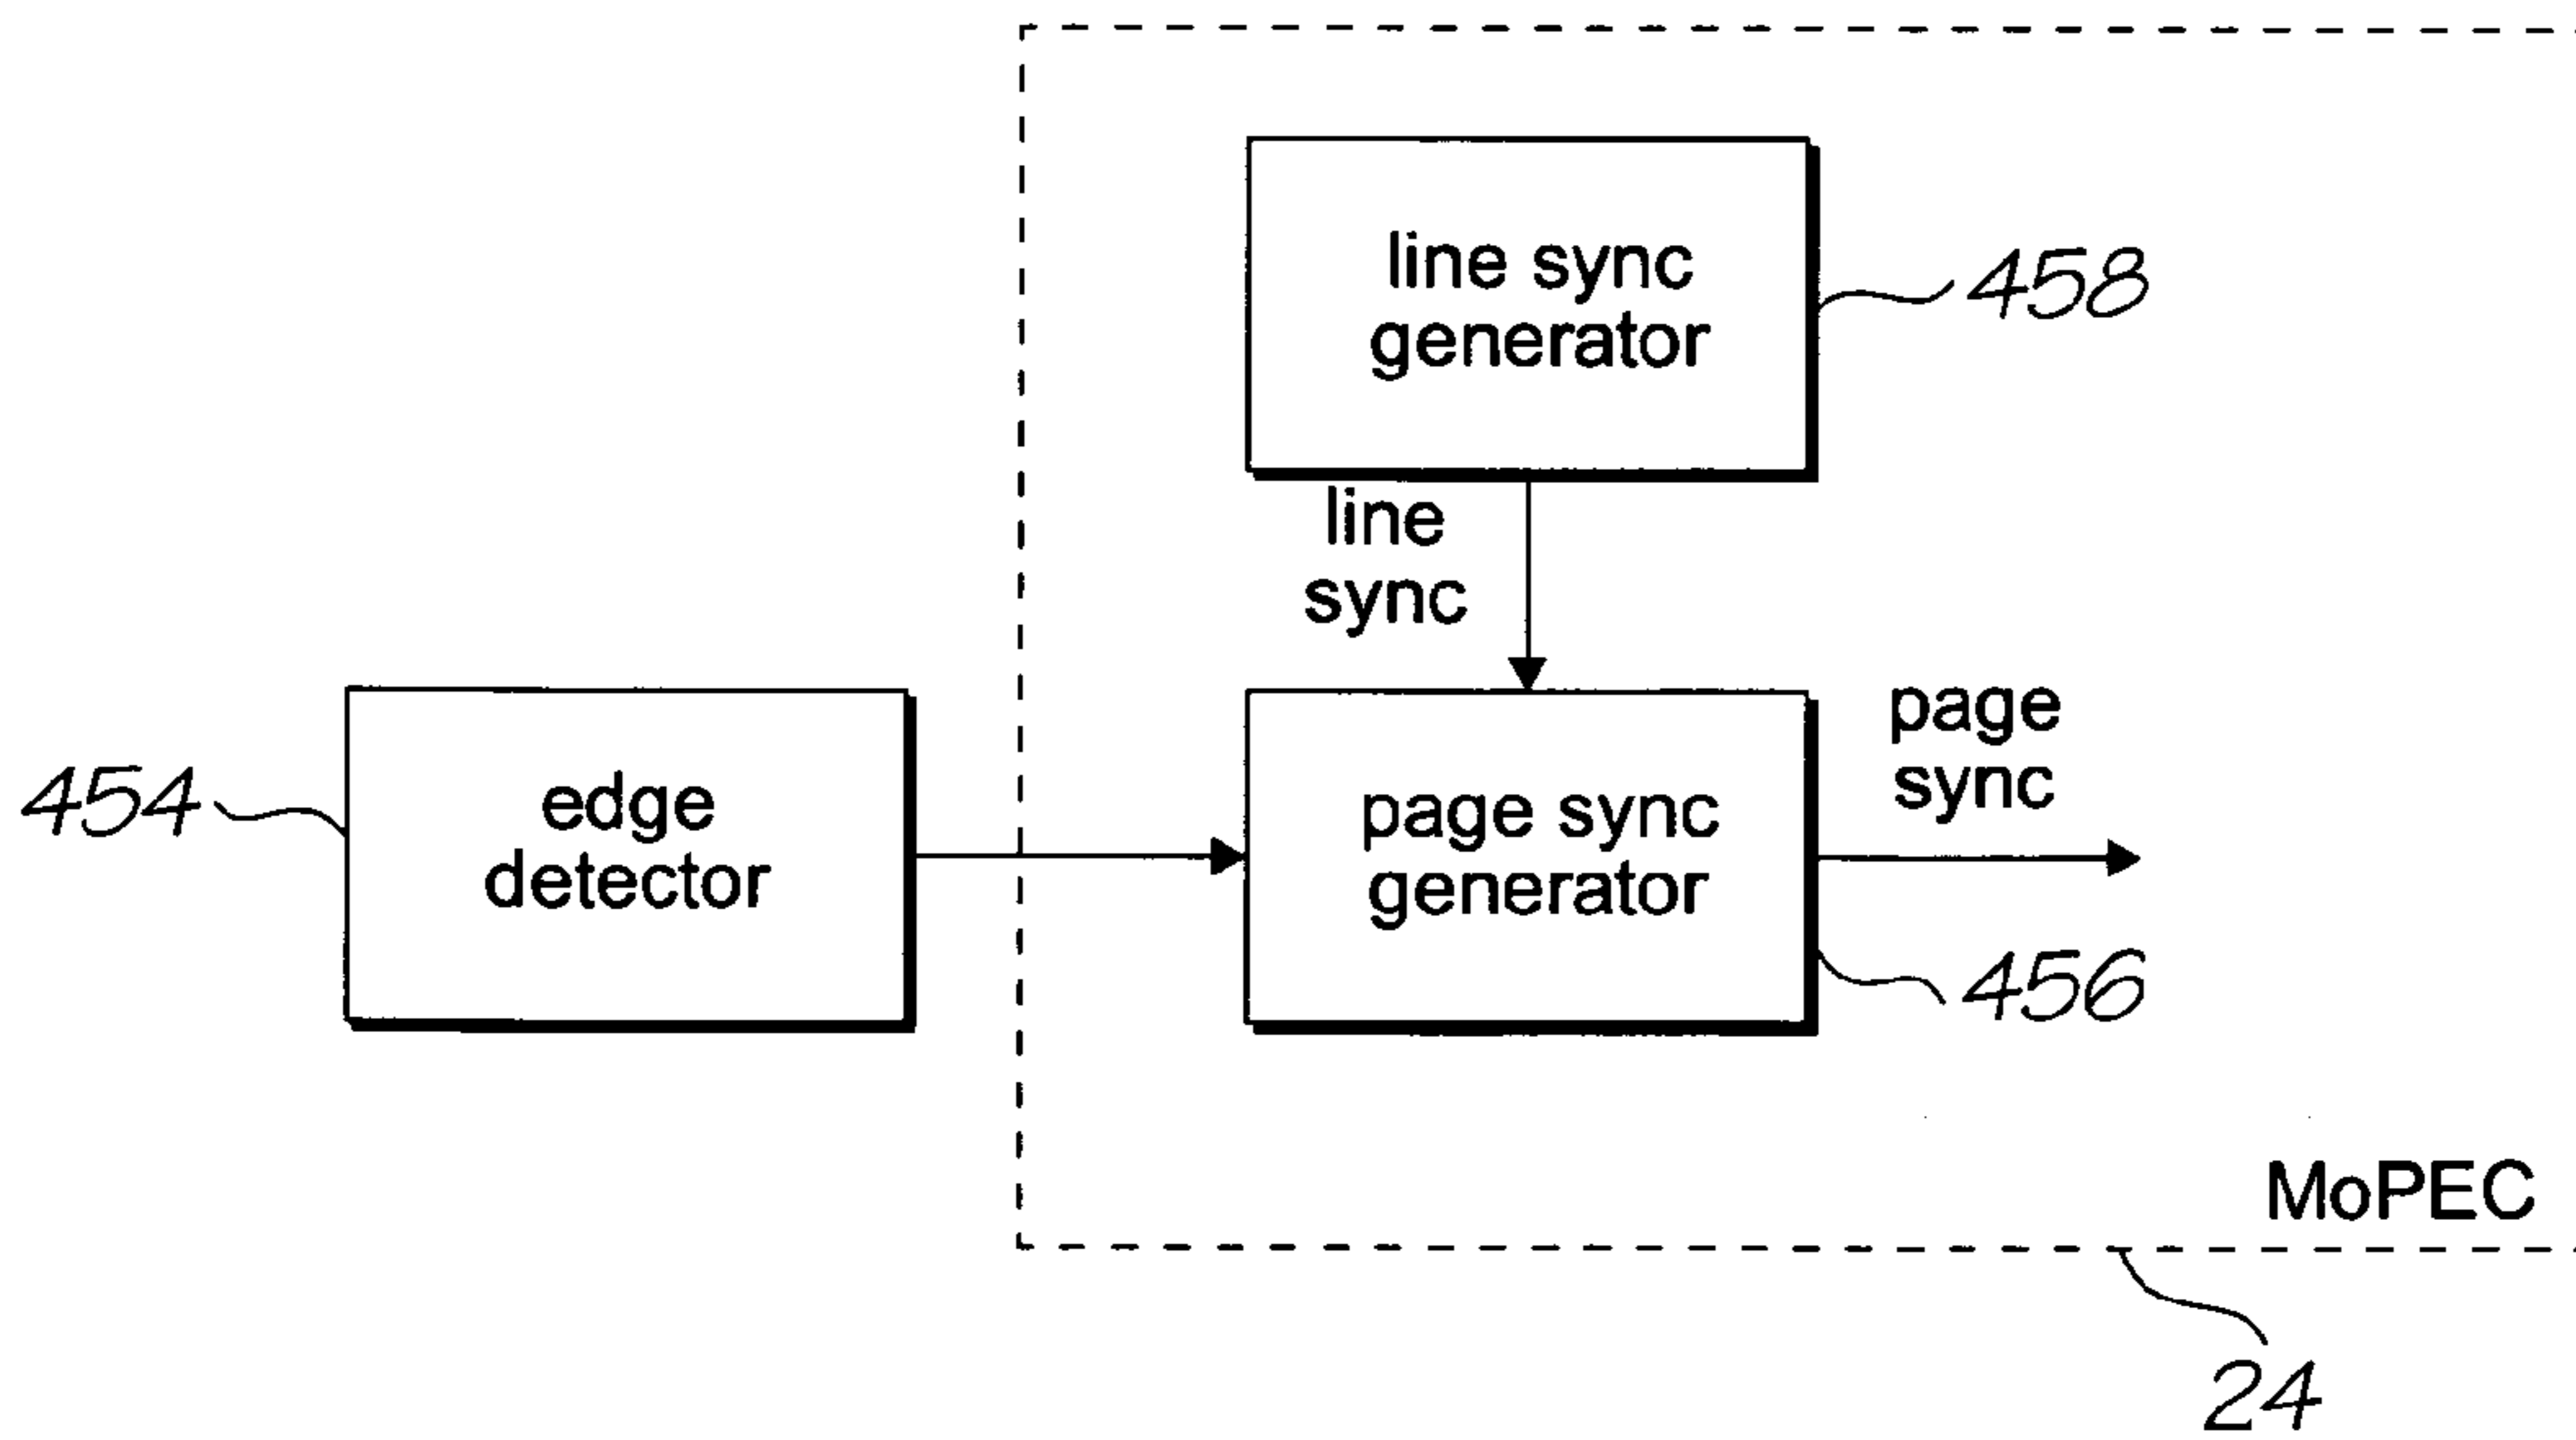 line sync
generator
458
line
sync
page
sync
454
edge
detector
page sync
generator
456
MoPEC
24